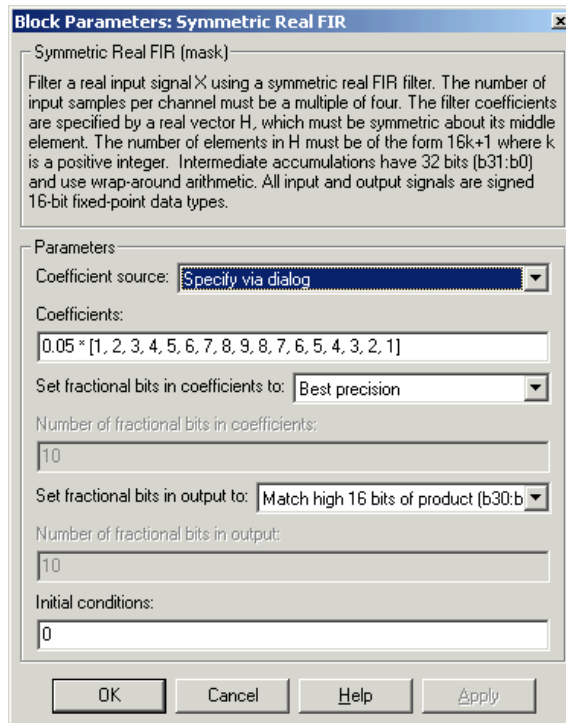 Block Parameters: Symmetric Real FIR
Symmetric Real FIR (mask)
Filter a real input signal X using a symmetric real FIR filter. The number of
input samples per channel must be a multiple of four. The filter coefficients
are specified by a real vector H, which must be symmetric about its middle
element. The number of elements in H must be of the form 16k+1 where k
is a positive integer.  Intermediate accumulations have 32 bits (b31:b0)
and use wrap-around arithmetic. All input and output signals are signed
16-bit fixed-point data types.
Parameters
Coefficient source: Specify via dialog
Coefficients:
0.05 * [1, 2, 3, 4, 5, 6, 7, 8, 9, 8, 7, 6, 5, 4, 3, 2, 1]
Set fractional bits in coefficients to: Best precision
Number of fractional bits in coefficients:
10
Set fractional bits in output to: Match high 16 bits of product (b30:b
Number of fractional bits in output:
10
Initial conditions:
0
OK Cancel Help Apply